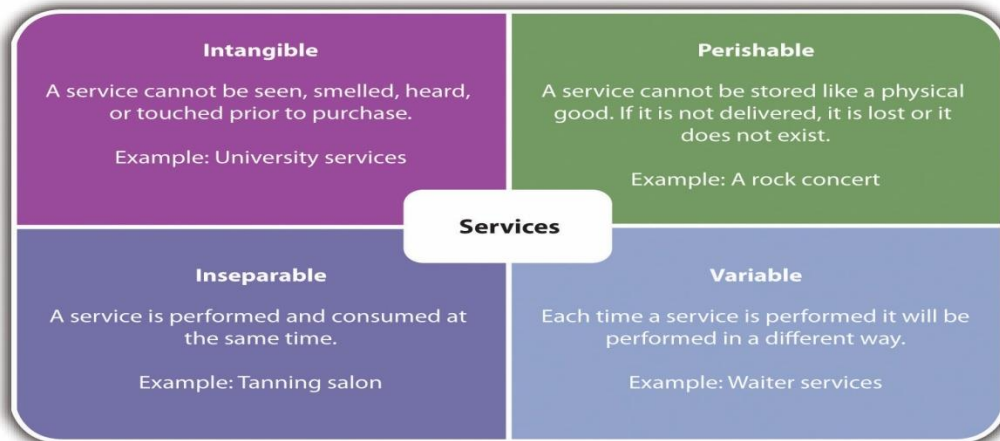 Intangible
A service cannot be seen, smelled, heard,
or touched prior to purchase.
Example: University services
Perishable
A service cannot be stored like a physical
good. If it is not delivered, it is lost or it
does not exist.
Example: A rock concert
Services
Inseparable
A service is performed and consumed at
the same time.
Example: Tanning salon
Variable
Each time a service is performed it will be
performed in a different way.
Example: Waiter services